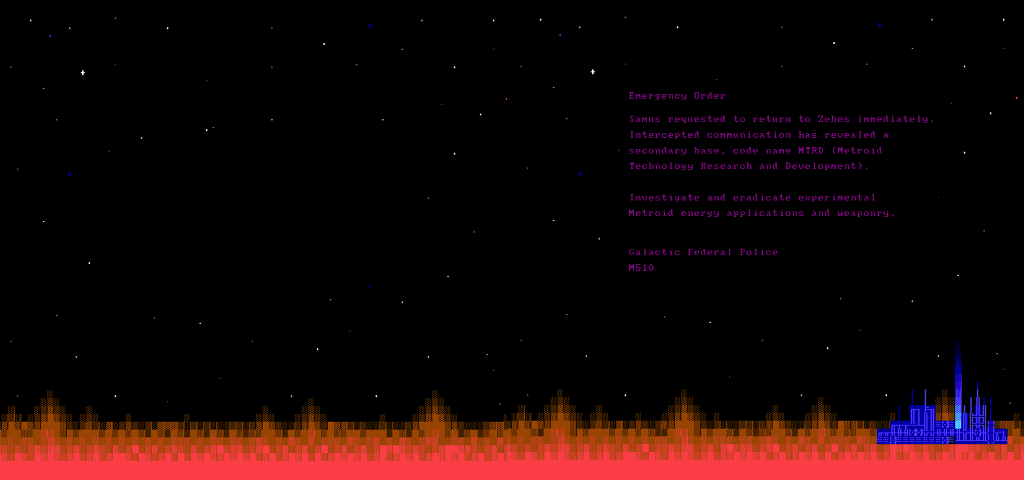 Emergency Order
Samus requested to return to Zebes immediately.
Intercepted communication has revealed a
secondary base, code name MTRD (Metroid
Technology Research and Development).
Investigate and eradicate experimental
Metroid energy applications and weaponry.
Galactic Federal Police
M510